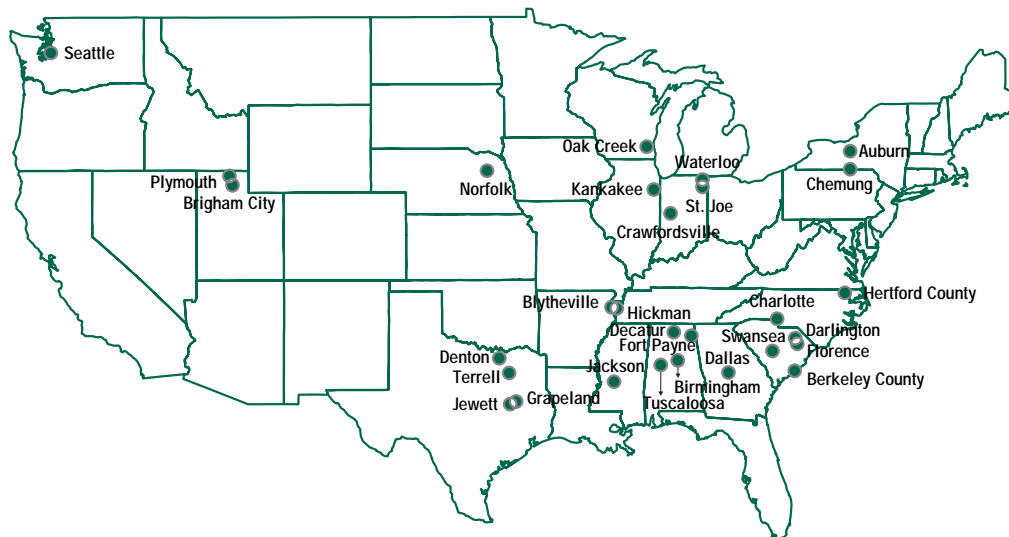 Seattle
Oak Creek
Auburn
Waterloo
Chemung
Plymouth
Norfolk
Kankakee
Brigham City
St. Joe
Crawfordsville
Hertford County
Blytheville
Charlotte
Hickman
Decatur
Swansea
Darlington
Fort Payne
Florence
Denton
Dallas
Jackson
Terrell
Birmingham
Berkeley County
Grapeland
Jewett
Tuscaloosa